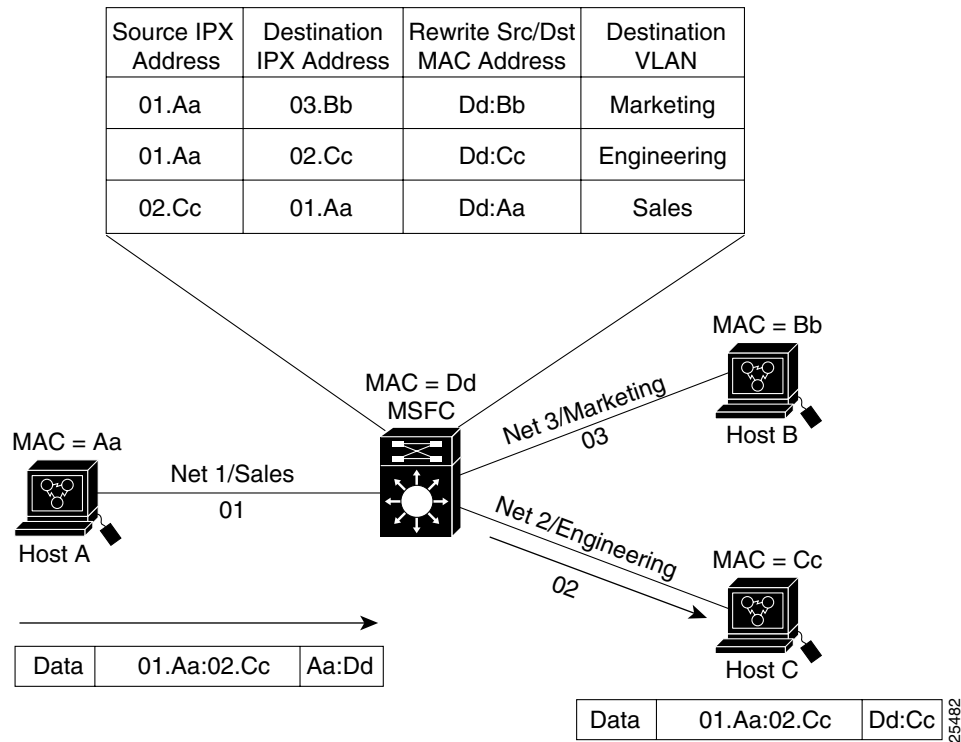 Source IPX Address
Destination IPX Address
Rewrite Src/Dst MAC Address
Destination VLAN
01.Aa
03.Bb
Dd:Bb
Marketing
01.Aa
02.Cc
Dd:Cc
Engineering
02.Cc
01.Aa
Dd:Aa
Sales
MAC = Bb
MAC = Dd
MSFC
Net 3/Marketing
03
Host B
MAC = Aa
Net 1/Sales
01
Host A
Net 2/Engineering
02
MAC = Cc
Host C
Data
01.Aa:02.Cc
Aa:Dd
Data
01.Aa:02.Cc
Dd:Cc
25482